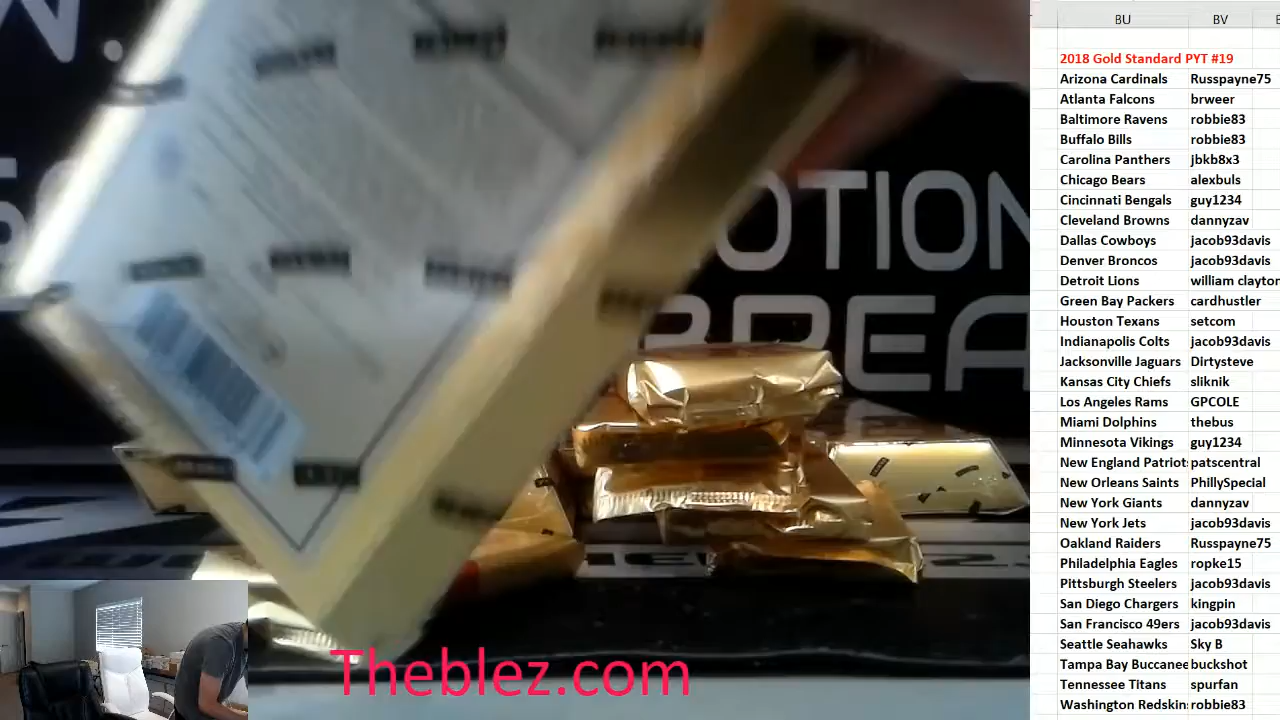 BU BV
2018 Gold Standard PYT #19
Arizona Cardinals Russpayne75
Atlanta Falcons brweer
Baltimore Ravens robbie83
Buffalo Bills robbie83
Carolina Panthers jbkb8x3
Chicago Bears alexbuls
Cincinnati Bengals guy1234
Cleveland Browns dannyzav
Dallas Cowboys jacob93davis
Denver Broncos jacob93davis
Detroit Lions william clayton
Green Bay Packers cardhustler
Houston Texans setcom
Indianapolis Colts jacob93davis
Jacksonville Jaguars Dirtysteve
Kansas City Chiefs sliknik
Los Angeles Rams GPCOLE
Miami Dolphins thebus
Minnesota Vikings guy1234
New England Patriots patscentral
New Orleans Saints PhillySpecial
New York Giants dannyzav
New York Jets jacob93davis
Oakland Raiders Russpayne75
Philadelphia Eagles ropke15
Pittsburgh Steelers jacob93davis
San Diego Chargers kingpin
San Francisco 49ers jacob93davis
Seattle Seahawks Sky B
Tampa Bay Buccanee buckshot
Tennessee Titans spurfan
Washington Redskin robbie83
OTION
BREA
Theblez.com